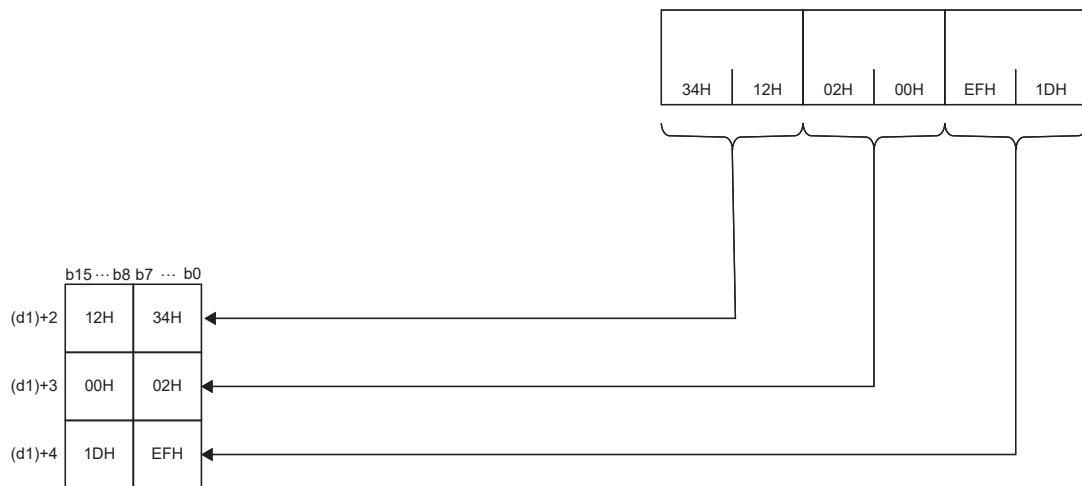 34H 12H 02H 00H EFH 1DH
b15 ··· b8 b7 ··· b0
(d1)+2 12H 34H
(d1)+3 00H 02H
(d1)+4 1DH EFH